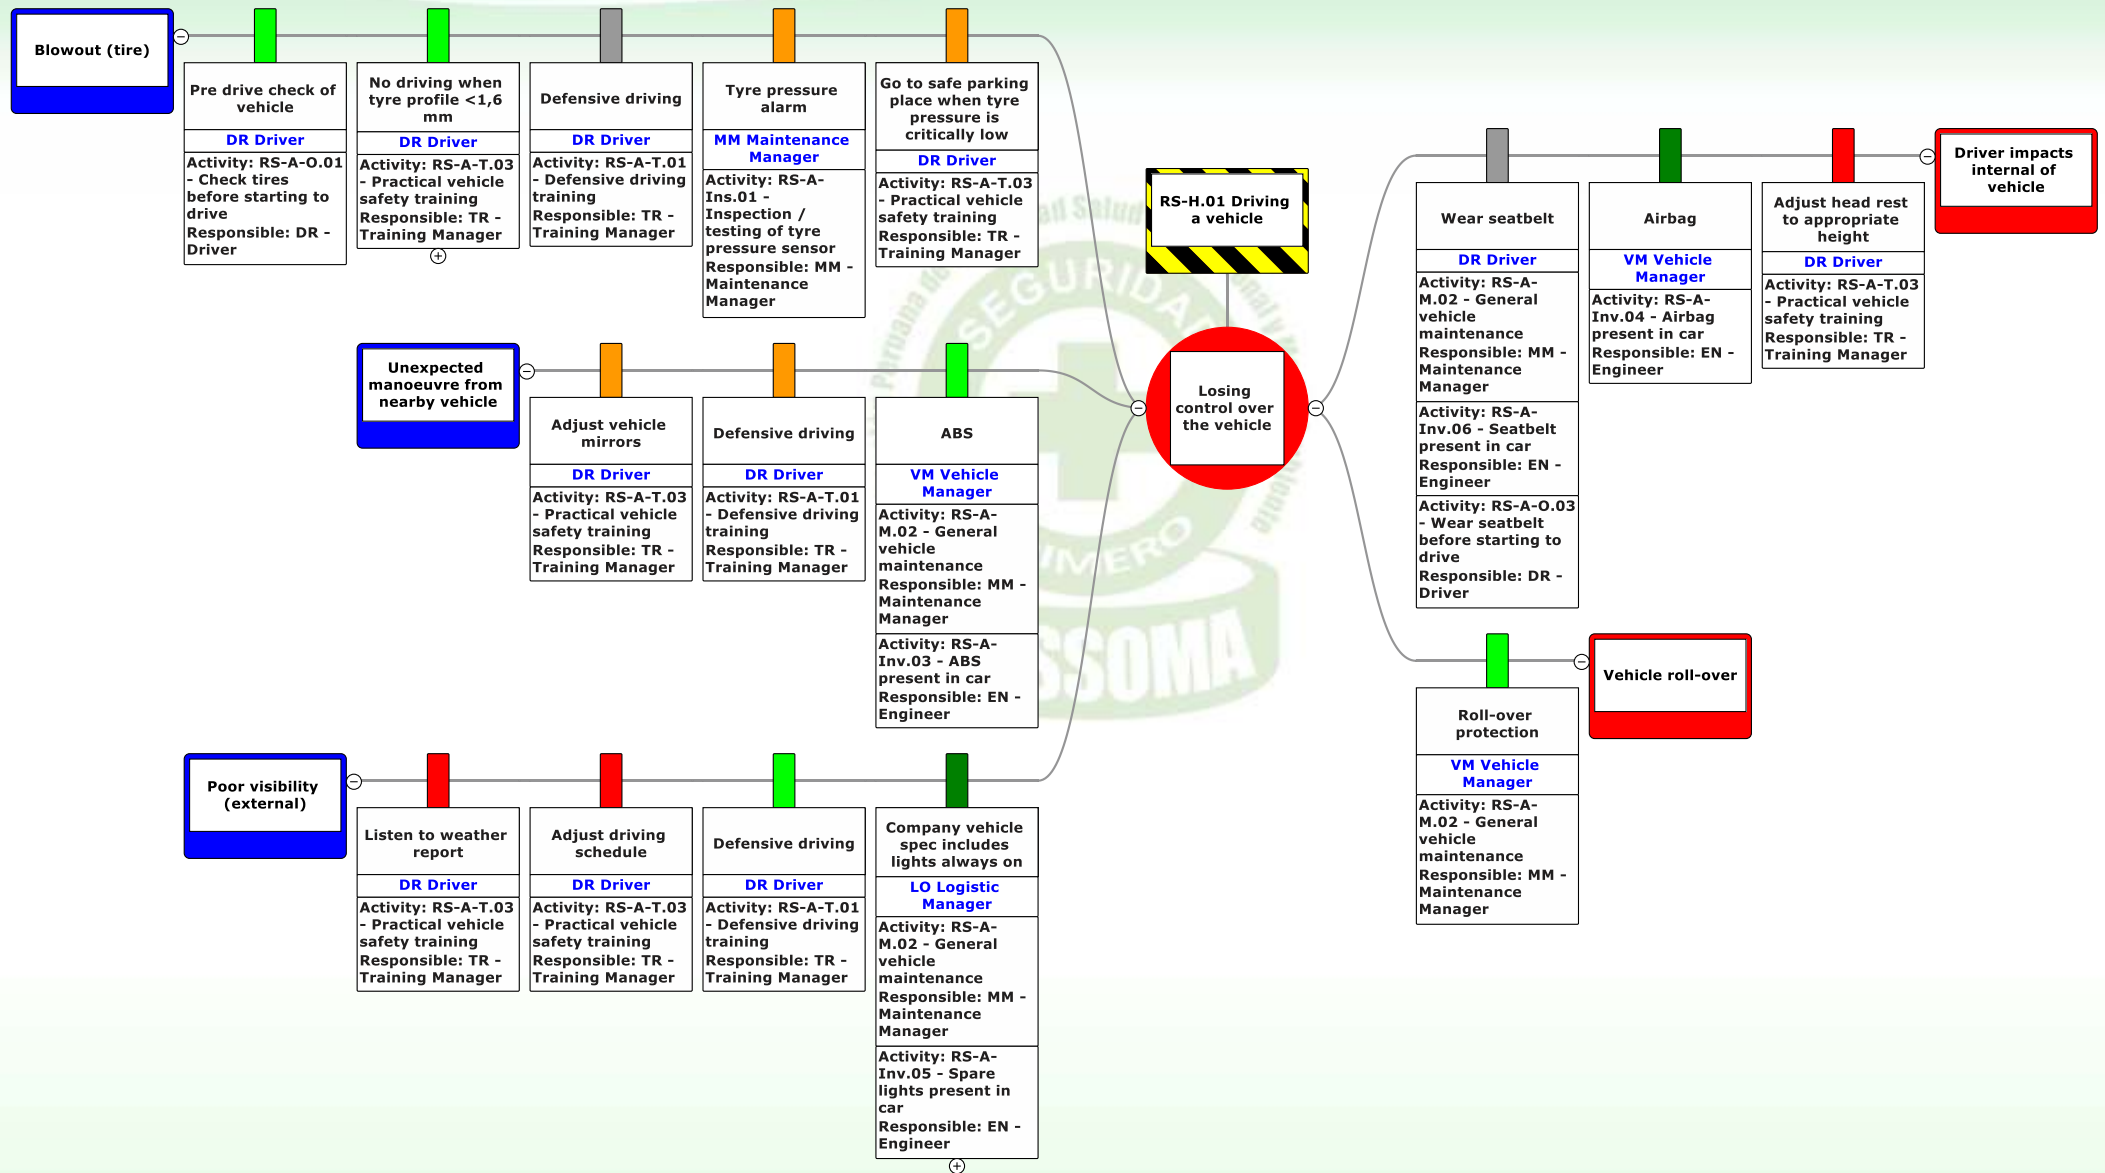 Blowout (tire)
Pre drive check of
vehicle
DR Driver
Activity: RS-A-O.01
- Check tires
before starting to
drive
Responsible: DR -
Driver
No driving when
tyre profile <1,6
mm
DR Driver
Activity: RS-A-T.03
- Practical vehicle
safety training
Responsible: TR -
Training Manager
Defensive driving
DR Driver
Activity: RS-A-T.01
- Defensive driving
training
Responsible: TR -
Training Manager
Tyre pressure
alarm
MM Maintenance
Manager
Activity: RS-A-
Ins.01 -
Inspection /
testing of tyre
pressure sensor
Responsible: MM -
Maintenance
Manager
Go to safe parking
place when tyre
pressure is
critically low
DR Driver
Activity: RS-A-T.03
- Practical vehicle
safety training
Responsible: TR -
Training Manager
Unexpected
manoeuvre from
nearby vehicle
Adjust vehicle
mirrors
DR Driver
Activity: RS-A-T.03
- Practical vehicle
safety training
Responsible: TR -
Training Manager
Defensive driving
DR Driver
Activity: RS-A-T.01
- Defensive driving
training
Responsible: TR -
Training Manager
ABS
VM Vehicle
Manager
Activity: RS-A-
M.02 - General
vehicle
maintenance
Responsible: MM -
Maintenance
Manager
Activity: RS-A-
Inv.03 - ABS
present in car
Responsible: EN -
Engineer
Poor visibility
(external)
Listen to weather
report
DR Driver
Activity: RS-A-T.03
- Practical vehicle
safety training
Responsible: TR -
Training Manager
Adjust driving
schedule
DR Driver
Activity: RS-A-T.03
- Practical vehicle
safety training
Responsible: TR -
Training Manager
Defensive driving
DR Driver
Activity: RS-A-T.01
- Defensive driving
training
Responsible: TR -
Training Manager
Company vehicle
spec includes
lights always on
LO Logistic
Manager
Activity: RS-A-
M.02 - General
vehicle
maintenance
Responsible: MM -
Maintenance
Manager
Activity: RS-A-
Inv.05 - Spare
lights present in
car
Responsible: EN -
Engineer
RS-H.01 Driving
a vehicle
Losing
control over
the vehicle
Wear seatbelt
DR Driver
Activity: RS-A-
M.02 - General
vehicle
maintenance
Responsible: MM -
Maintenance
Manager
Activity: RS-A-
Inv.06 - Seatbelt
present in car
Responsible: EN -
Engineer
Activity: RS-A-O.03
- Wear seatbelt
before starting to
drive
Responsible: DR -
Driver
Airbag
VM Vehicle
Manager
Activity: RS-A-
Inv.04 - Airbag
present in car
Responsible: EN -
Engineer
Adjust head rest
to appropriate
height
DR Driver
Activity: RS-A-T.03
- Practical vehicle
safety training
Responsible: TR -
Training Manager
Driver impacts
internal of
vehicle
Roll-over
protection
VM Vehicle
Manager
Activity: RS-A-
M.02 - General
vehicle
maintenance
Responsible: MM -
Maintenance
Manager
Vehicle roll-over
Peruana de
Salud
SEGURIDAD